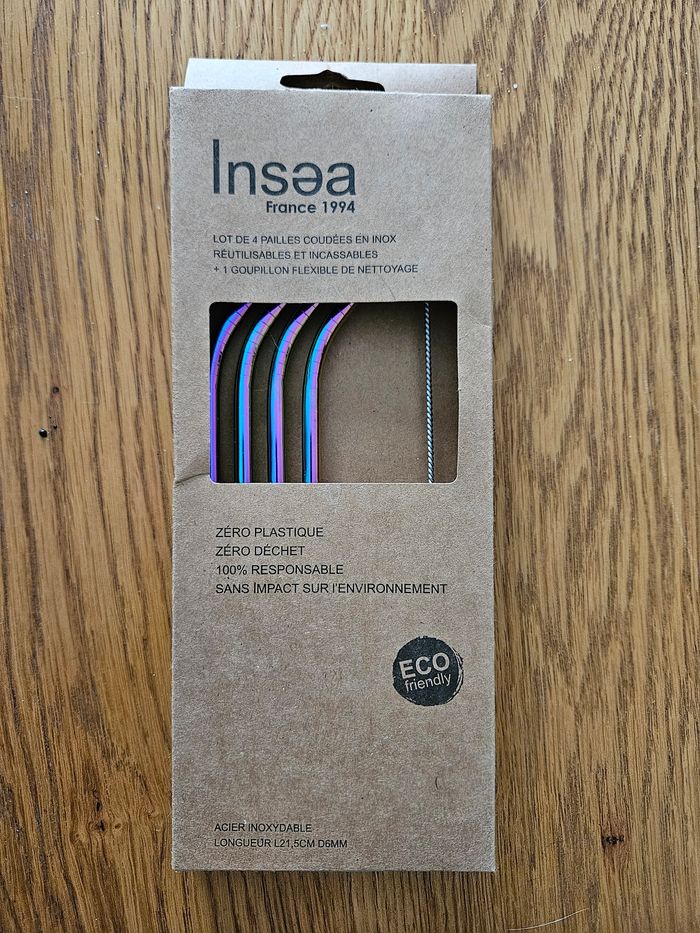 Insəa
France 1994
LOT DE 4 PAILLES COUDÉES EN INOX
RÉUTILISABLES ET INCASSABLES
+ 1 GOUPILLON FLEXIBLE DE NETTOYAGE
ZÉRO PLASTIQUE
ZÉRO DÉCHET
100% RESPONSABLE
SANS IMPACT SUR l'ENVIRONNEMENT
ECO
friendly
ACIER INOXYDABLE
LONGUEUR L21,5CM D6MM